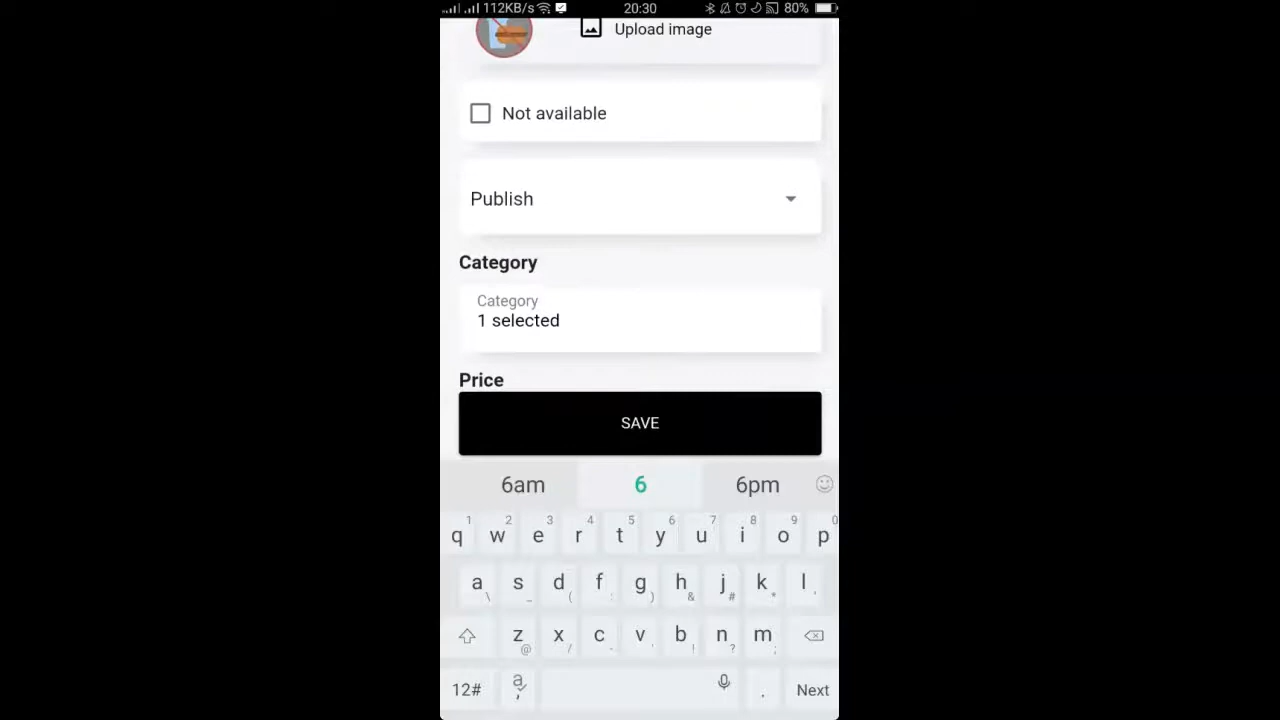 112KB/s 20:30 80%
Upload image
Not available
Publish
Category
Category
1 selected
Price
SAVE
6am 6 6pm
1 2 3 4 5 6 7 8 9 0
q w e r t y u i o p
a s d f g h j k l
\ _ ( : ) & # * ,
z x c v b n m
@ / - ' ! ? ;
12# a , . Next